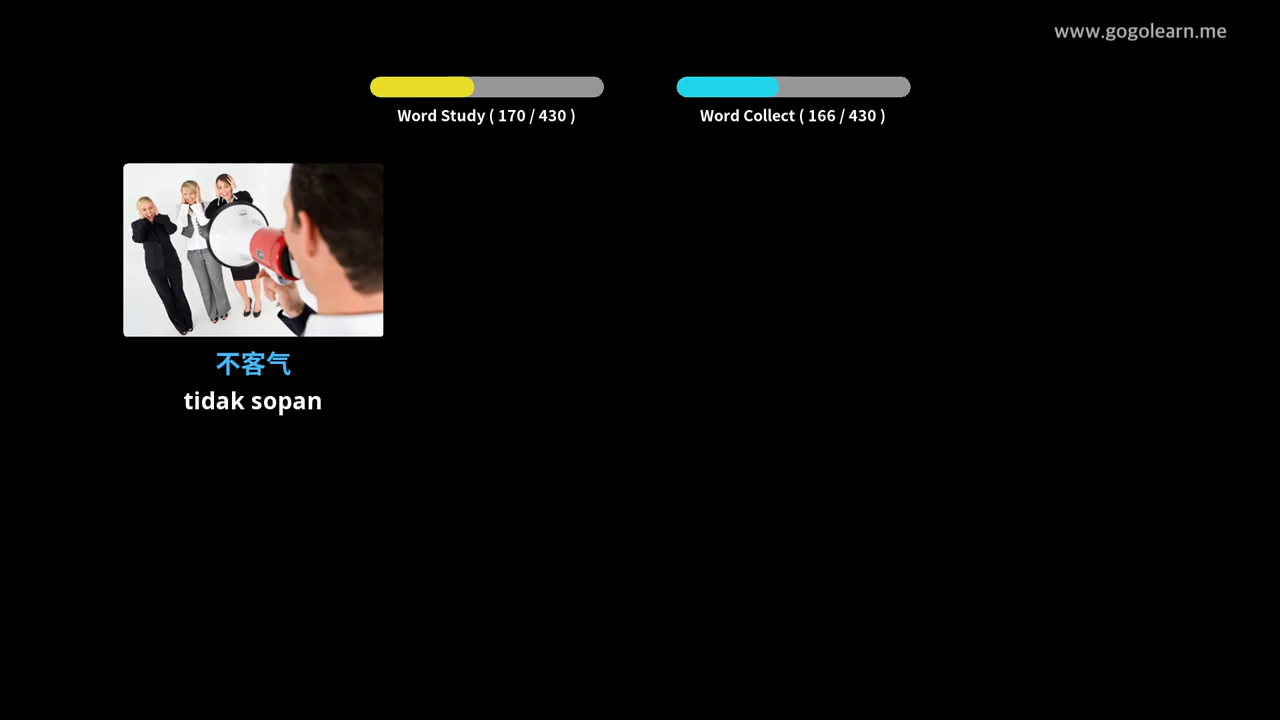 www.gogolearn.me
Word Study ( 170 / 430 )
Word Collect ( 166 / 430 )
不客气
tidak sopan